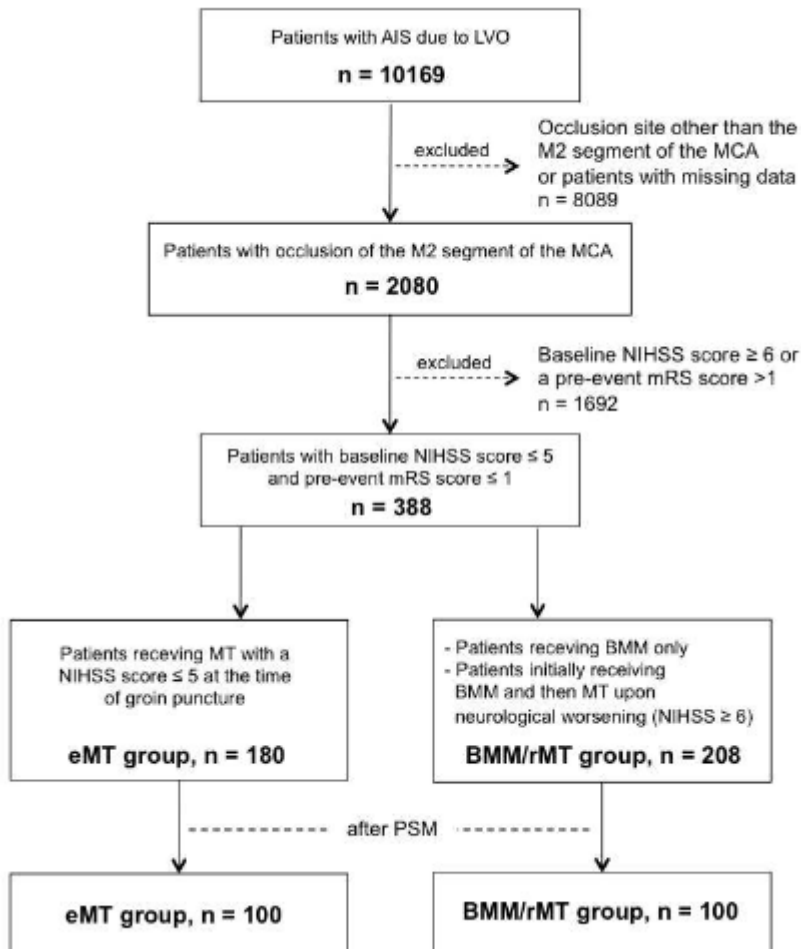 Patients with AIS due to LVO
n = 10169
excluded
Occlusion site other than the
M2 segment of the MCA
or patients with missing data
n = 8089
Patients with occlusion of the M2 segment of the MCA
n = 2080
excluded
Baseline NIHSS score ≥ 6 or
a pre-event mRS score >1
n = 1692
Patients with baseline NIHSS score ≤ 5
and pre-event mRS score ≤ 1
n = 388
Patients receving MT with a
NIHSS score ≤ 5 at the time
of groin puncture
eMT group, n = 180
- Patients receving BMM only
- Patients initially receiving
BMM and then MT upon
neurological worsening (NIHSS ≥ 6)
BMM/rMT group, n = 208
after PSM
eMT group, n = 100
BMM/rMT group, n = 100